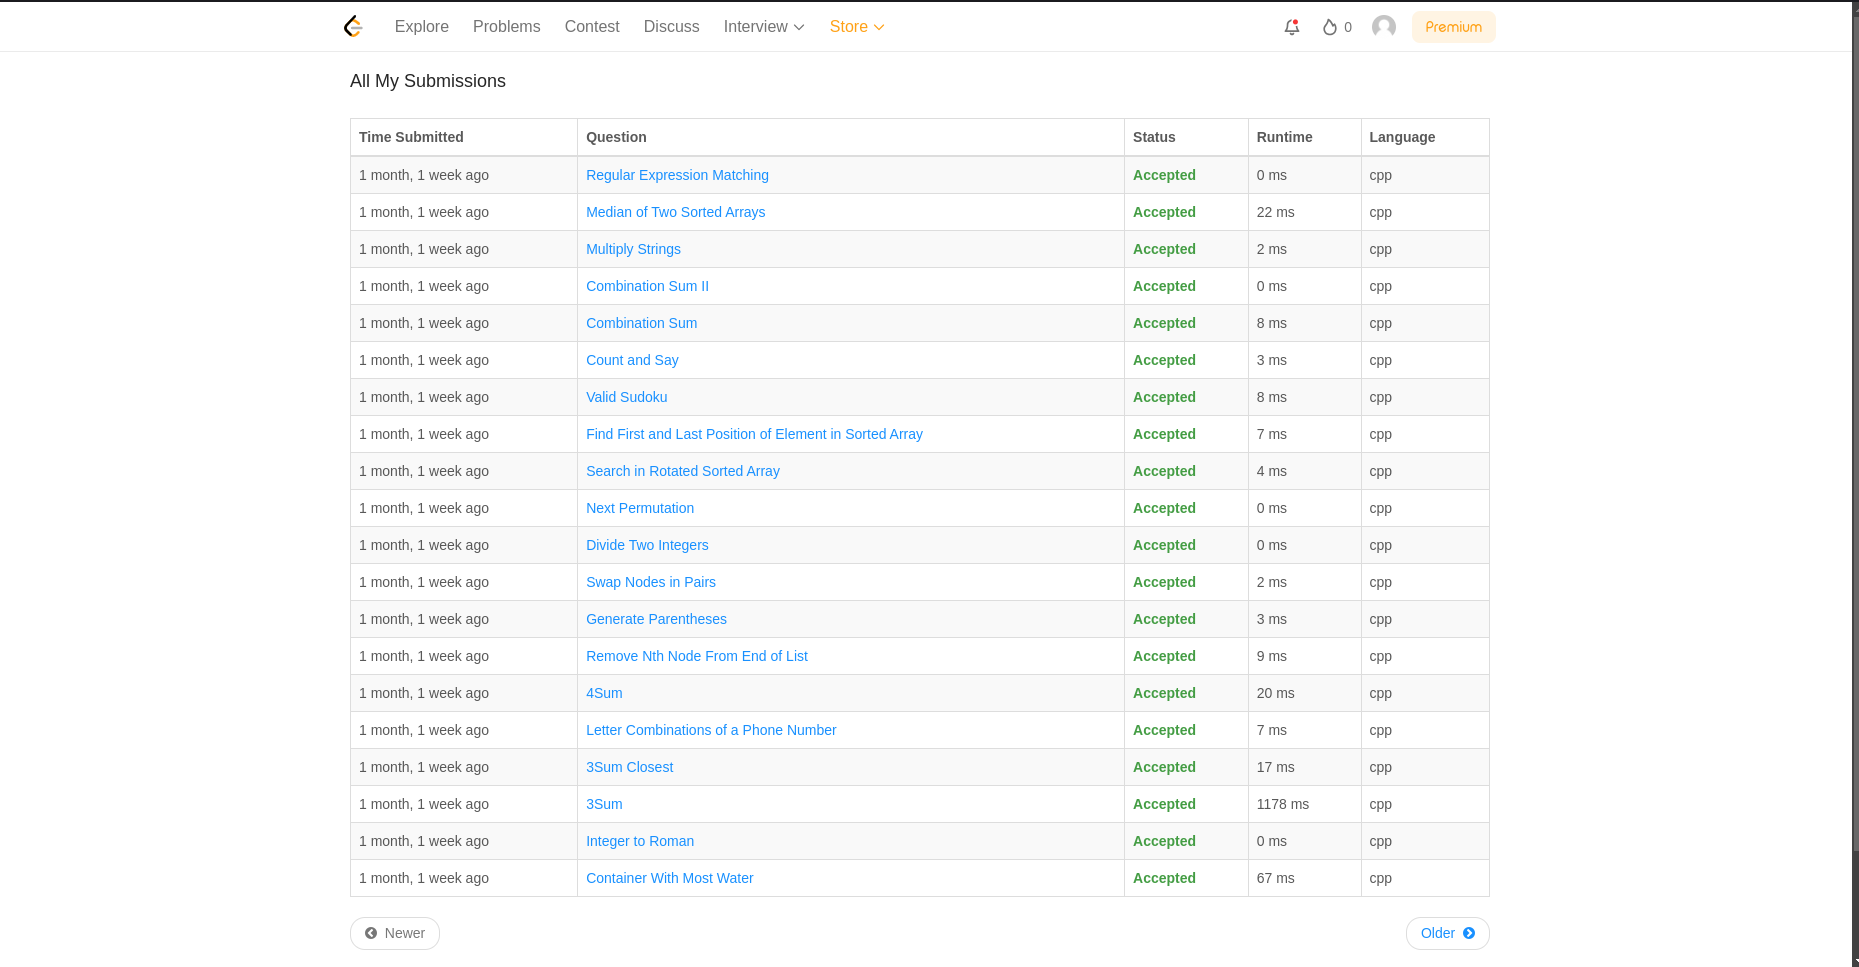 Explore Problems Contest Discuss Interview Store 0 Premium
All My Submissions
Time Submitted Question Status Runtime Language
1 month, 1 week ago Regular Expression Matching Accepted 0 ms cpp
1 month, 1 week ago Median of Two Sorted Arrays Accepted 22 ms cpp
1 month, 1 week ago Multiply Strings Accepted 2 ms cpp
1 month, 1 week ago Combination Sum II Accepted 0 ms cpp
1 month, 1 week ago Combination Sum Accepted 8 ms cpp
1 month, 1 week ago Count and Say Accepted 3 ms cpp
1 month, 1 week ago Valid Sudoku Accepted 8 ms cpp
1 month, 1 week ago Find First and Last Position of Element in Sorted Array Accepted 7 ms cpp
1 month, 1 week ago Search in Rotated Sorted Array Accepted 4 ms cpp
1 month, 1 week ago Next Permutation Accepted 0 ms cpp
1 month, 1 week ago Divide Two Integers Accepted 0 ms cpp
1 month, 1 week ago Swap Nodes in Pairs Accepted 2 ms cpp
1 month, 1 week ago Generate Parentheses Accepted 3 ms cpp
1 month, 1 week ago Remove Nth Node From End of List Accepted 9 ms cpp
1 month, 1 week ago 4Sum Accepted 20 ms cpp
1 month, 1 week ago Letter Combinations of a Phone Number Accepted 7 ms cpp
1 month, 1 week ago 3Sum Closest Accepted 17 ms cpp
1 month, 1 week ago 3Sum Accepted 1178 ms cpp
1 month, 1 week ago Integer to Roman Accepted 0 ms cpp
1 month, 1 week ago Container With Most Water Accepted 67 ms cpp
Newer Older